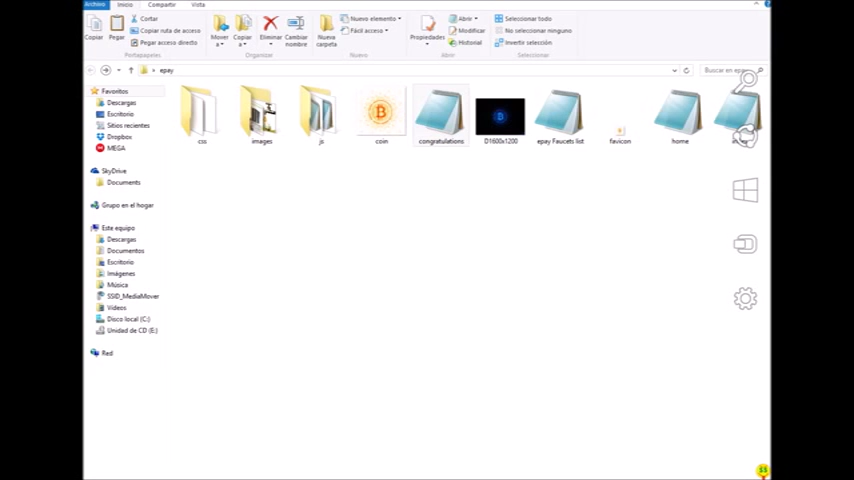 Archivo Inicio Compartir Vista
Copiar
Pegar
Cortar
Copiar ruta de acceso
Pegar acceso directo
Portapapeles
Mover a
Copiar a
Eliminar
Cambiar nombre
Organizar
Nueva carpeta
Nuevo elemento
Fácil acceso
Nuevo
Propiedades
Abrir
Modificar
Historial
Abrir
Seleccionar todo
No seleccionar ninguno
Invertir selección
Seleccionar
epay
Buscar en
Favoritos
Descargas
Escritorio
Sitios recientes
Dropbox
MEGA
SkyDrive
Documents
Grupo en el hogar
Este equipo
Descargas
Documentos
Escritorio
Imágenes
Música
SSID_MediaMover
Vídeos
Disco local (C:)
Unidad de CD (E:)
Red
css
images
js
coin
congratulations
D1600x1200
epay Faucets list
favicon
home
$$